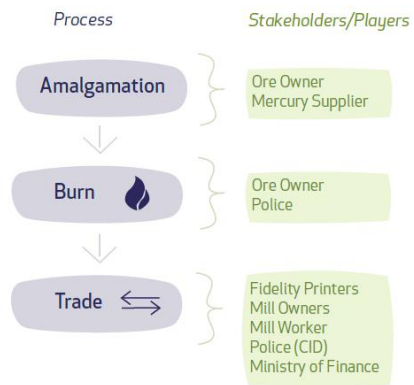 Process
Stakeholders/Players
Amalgamation
Ore Owner
Mercury Supplier
Burn
Ore Owner
Police
Trade
Fidelity Printers
Mill Owners
Mill Worker
Police (CID)
Ministry of Finance